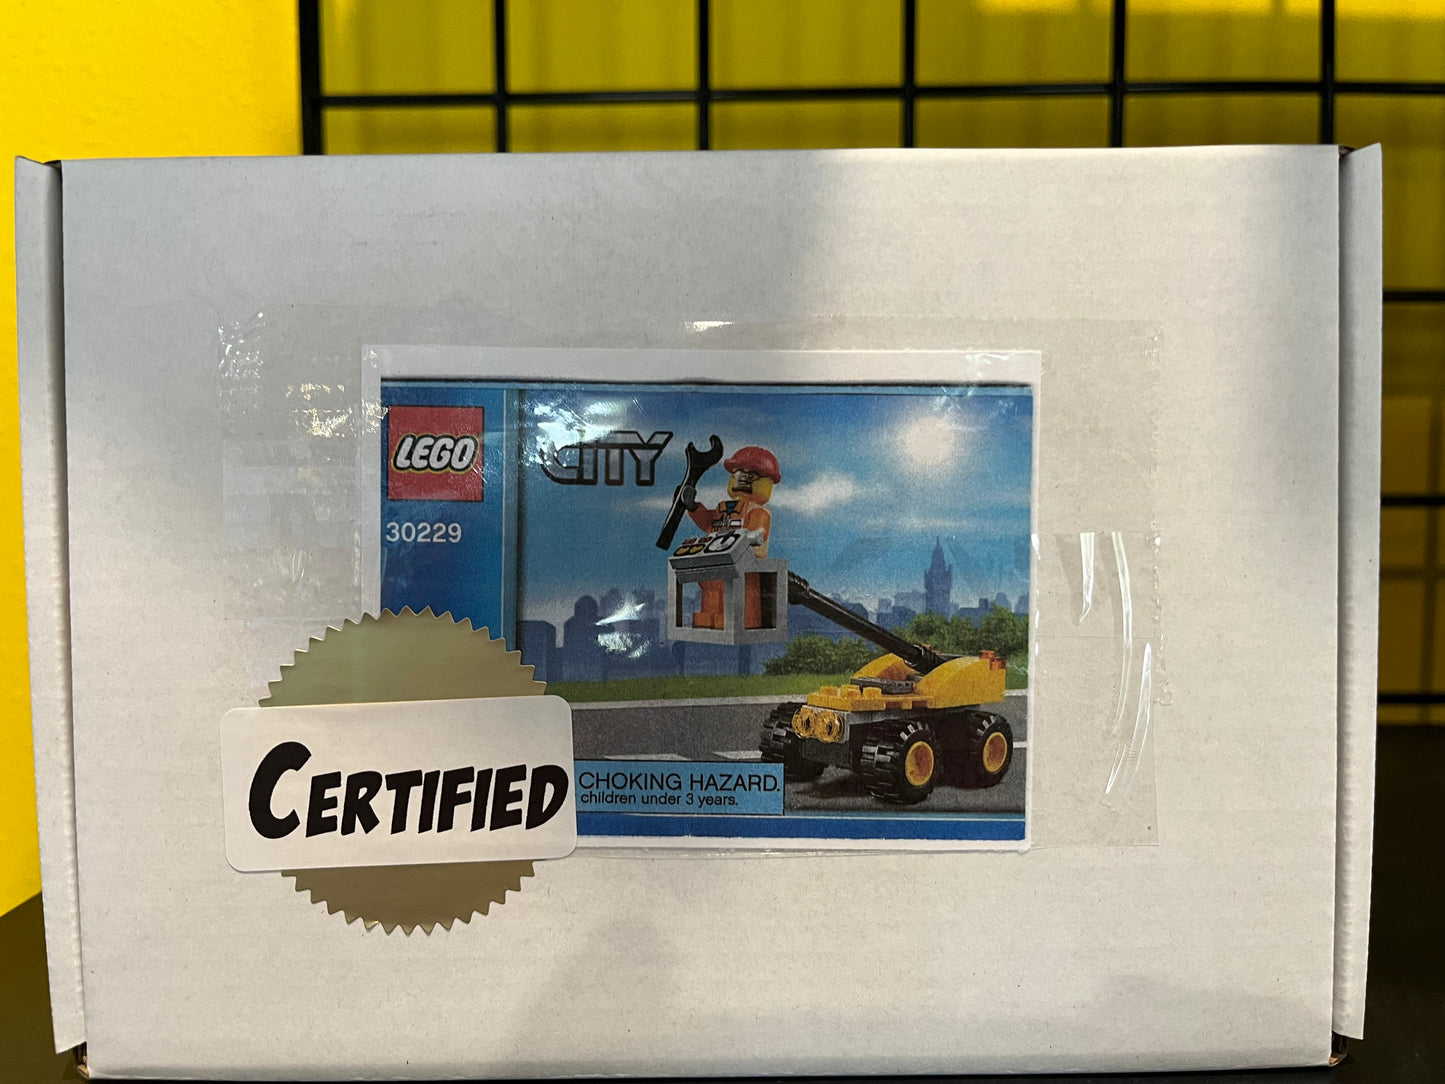 LEGO
CITY
30229
CHOKING HAZARD.
children under 3 years.
CERTIFIED